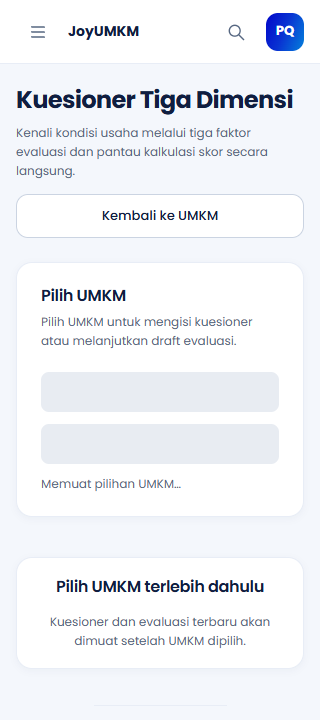 JoyUMKM
PQ
Kuesioner Tiga Dimensi
Kenali kondisi usaha melalui tiga faktor
evaluasi dan pantau kalkulasi skor secara
langsung.
Kembali ke UMKM
Pilih UMKM
Pilih UMKM untuk mengisi kuesioner
atau melanjutkan draft evaluasi.
Memuat pilihan UMKM...
Pilih UMKM terlebih dahulu
Kuesioner dan evaluasi terbaru akan
dimuat setelah UMKM dipilih.